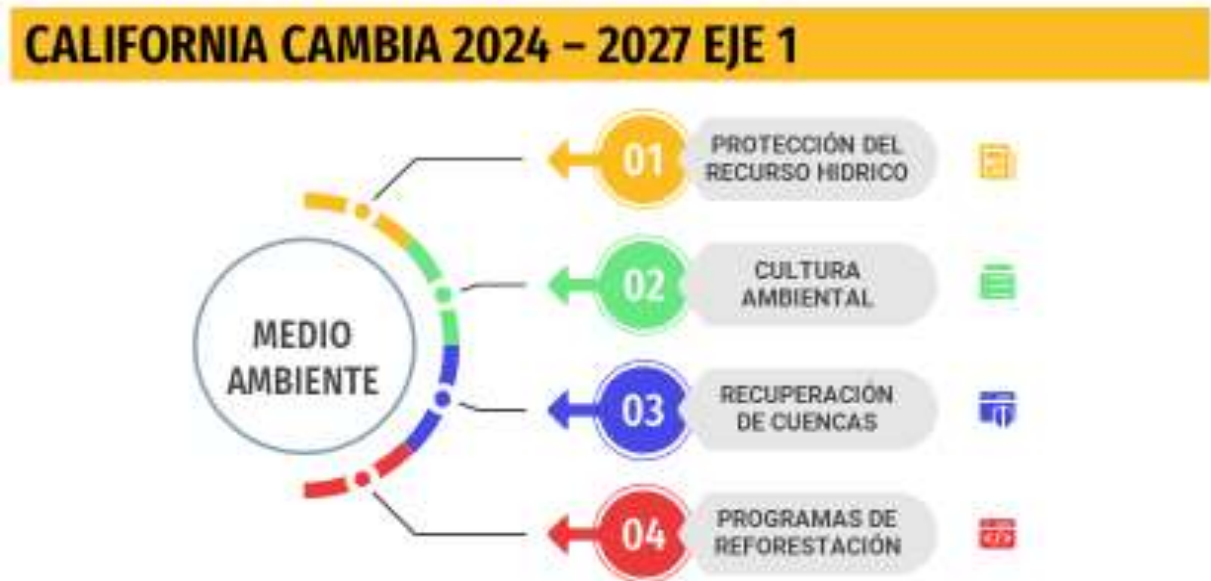 CALIFORNIA CAMBIA 2024 – 2027 EJE 1
MEDIO
AMBIENTE
01
PROTECCIÓN DEL
RECURSO HIDRICO
02
CULTURA
AMBIENTAL
03
RECUPERACIÓN
DE CUENCAS
04
PROGRAMAS DE
REFORESTACIÓN